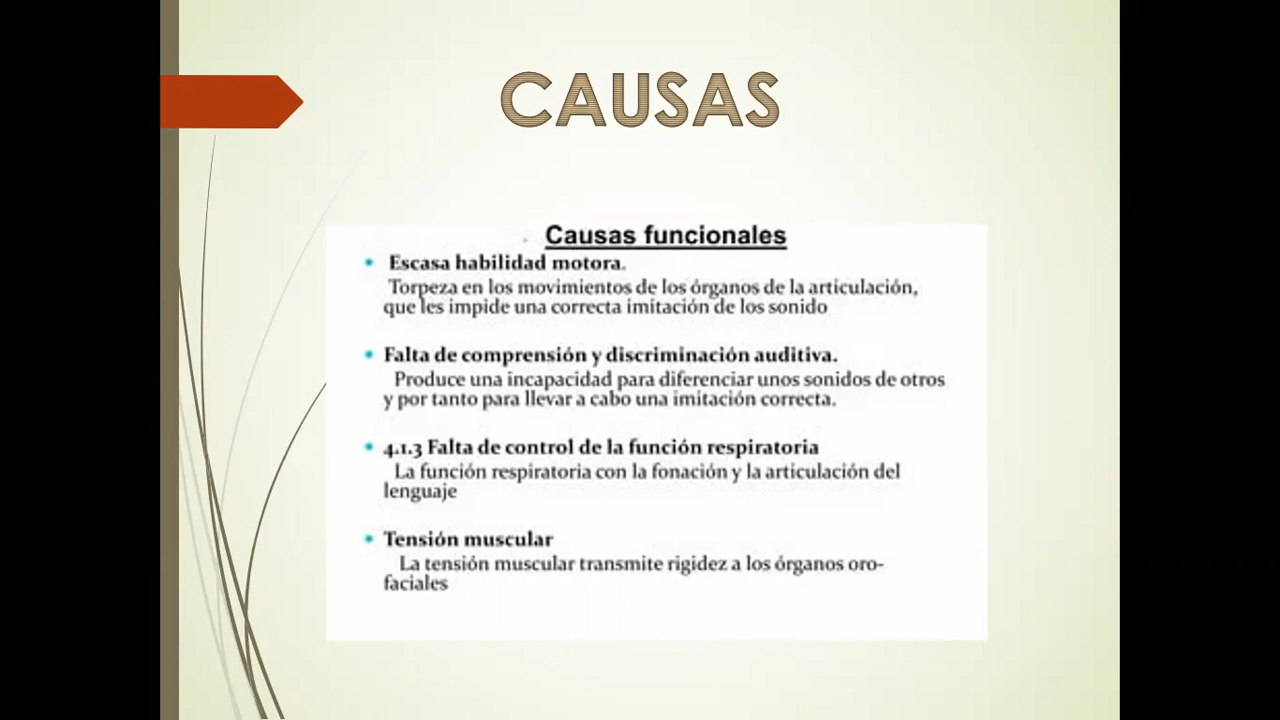 CAUSAS
Causas funcionales
• Escasa habilidad motora.
Torpeza en los movimientos de los órganos de la articulación,
que les impide una correcta imitación de los sonido
• Falta de comprensión y discriminación auditiva.
Produce una incapacidad para diferenciar unos sonidos de otros
y por tanto para llevar a cabo una imitación correcta.
• 4.1.3 Falta de control de la función respiratoria
La función respiratoria con la fonación y la articulación del
lenguaje
• Tensión muscular
La tensión muscular transmite rigidez a los órganos oro-
faciales